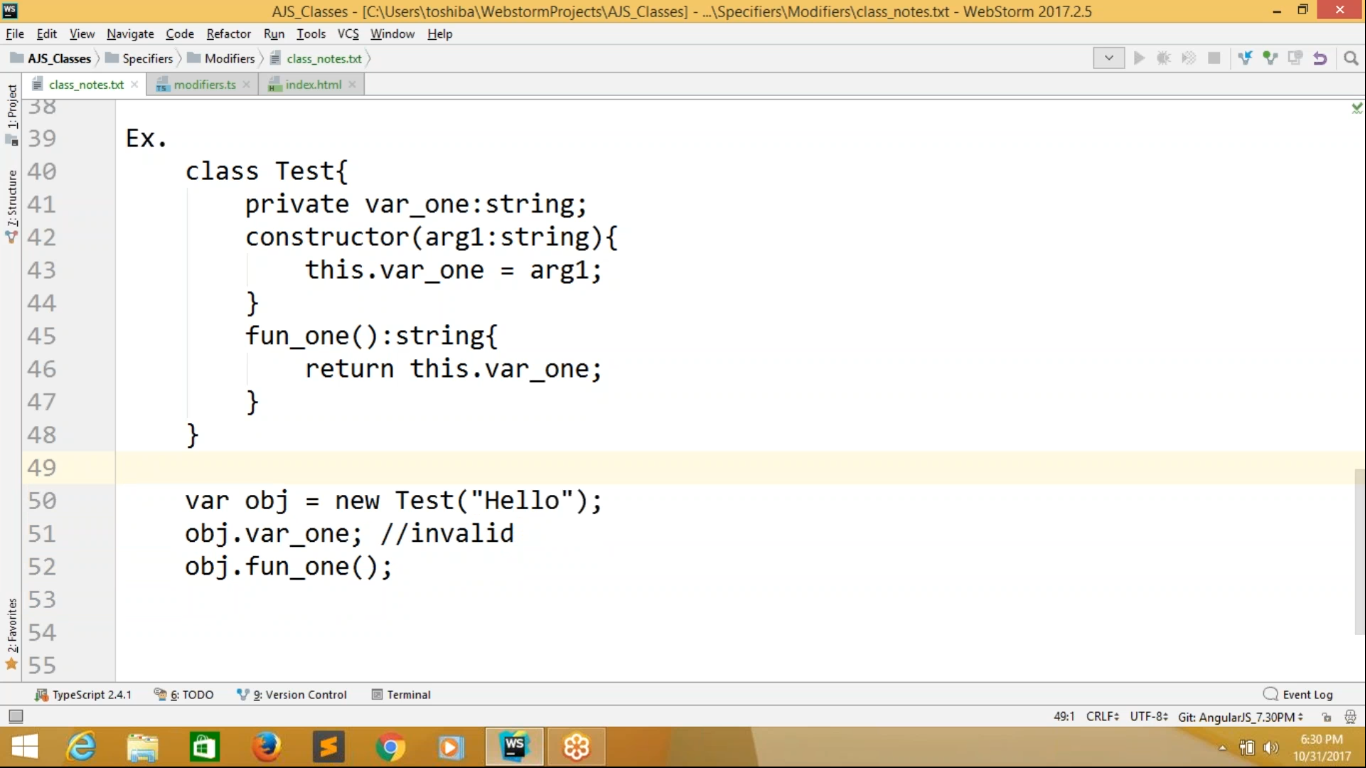 WS AJS_Classes - [C:\Users\toshiba\WebstormProjects\AJS_Classes] - ...\Specifiers\Modifiers\class_notes.txt - WebStorm 2017.2.5
File Edit View Navigate Code Refactor Run Tools VCS Window Help
AJS_Classes Specifiers Modifiers class_notes.txt
class_notes.txt modifiers.ts index.html
1: Project
7: Structure
2: Favorites
38
39 Ex.
40 class Test{
41 private var_one:string;
42 constructor(arg1:string){
43 this.var_one = arg1;
44 }
45 fun_one():string{
46 return this.var_one;
47 }
48 }
49
50 var obj = new Test("Hello");
51 obj.var_one; //invalid
52 obj.fun_one();
53
54
55
TypeScript 2.4.1 6: TODO 9: Version Control Terminal Event Log
49:1 CRLF UTF-8 Git: AngularJS_7.30PM
WS
6:30 PM
10/31/2017